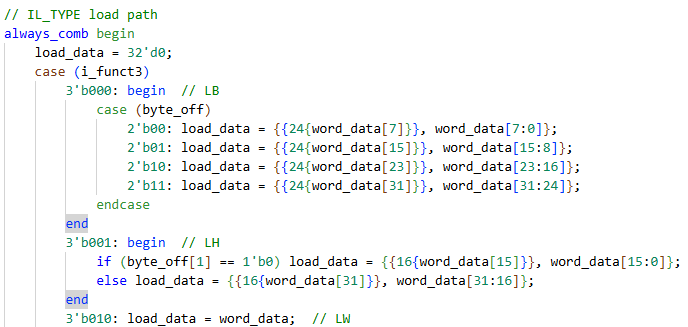 // IL_TYPE load path
always_comb begin
    load_data = 32'd0;
    case (i_funct3)
        3'b000: begin  // LB
            case (byte_off)
                2'b00: load_data = {{24{word_data[7]}}, word_data[7:0]};
                2'b01: load_data = {{24{word_data[15]}}, word_data[15:8]};
                2'b10: load_data = {{24{word_data[23]}}, word_data[23:16]};
                2'b11: load_data = {{24{word_data[31]}}, word_data[31:24]};
            endcase
        end
        3'b001: begin  // LH
            if (byte_off[1] == 1'b0) load_data = {{16{word_data[15]}}, word_data[15:0]};
            else load_data = {{16{word_data[31]}}, word_data[31:16]};
        end
        3'b010: load_data = word_data;  // LW